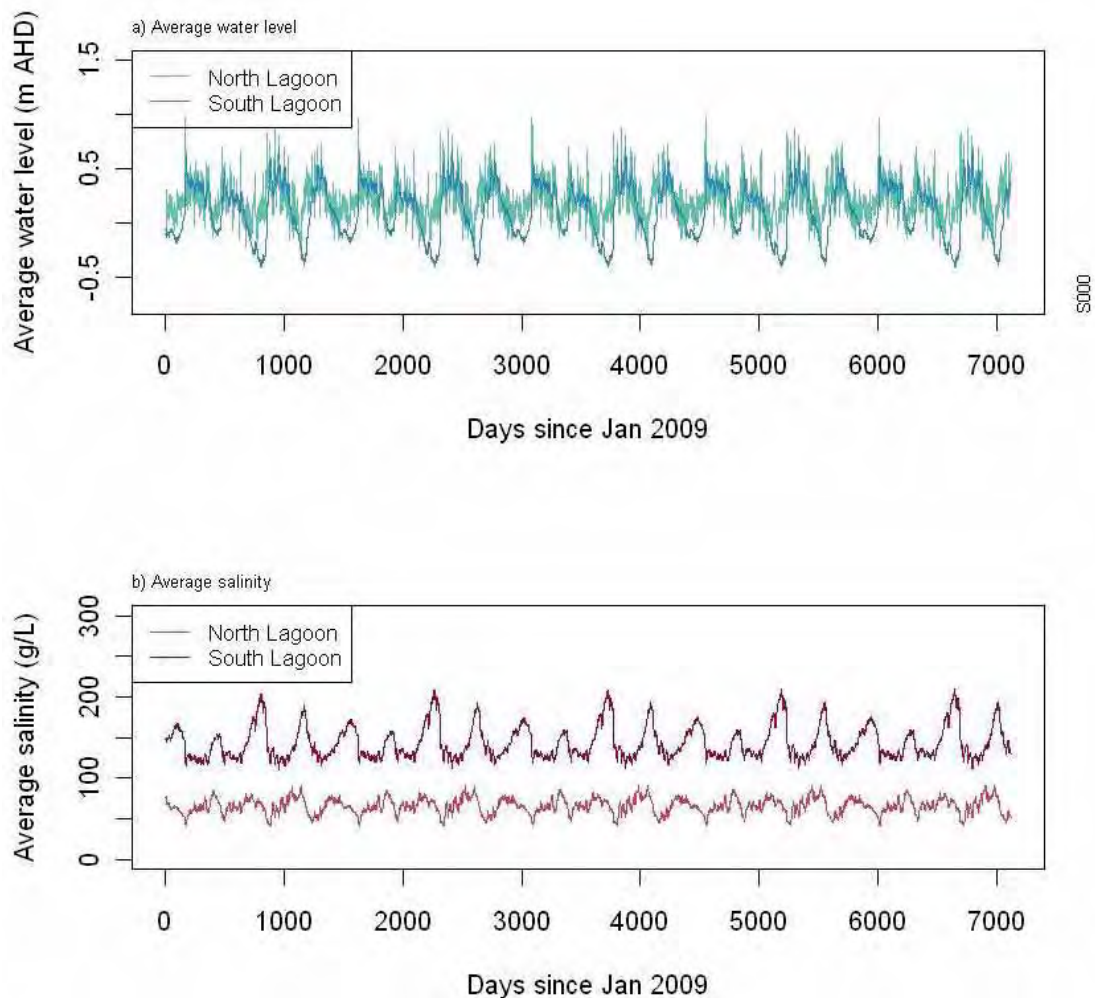 a) Average water level
Average water level (m AHD)
1.5
0.5
-0.5
North Lagoon
South Lagoon
0 1000 2000 3000 4000 5000 6000 7000
Days since Jan 2009
S000
b) Average salinity
Average salinity (g/L)
300
200
100
0
North Lagoon
South Lagoon
0 1000 2000 3000 4000 5000 6000 7000
Days since Jan 2009